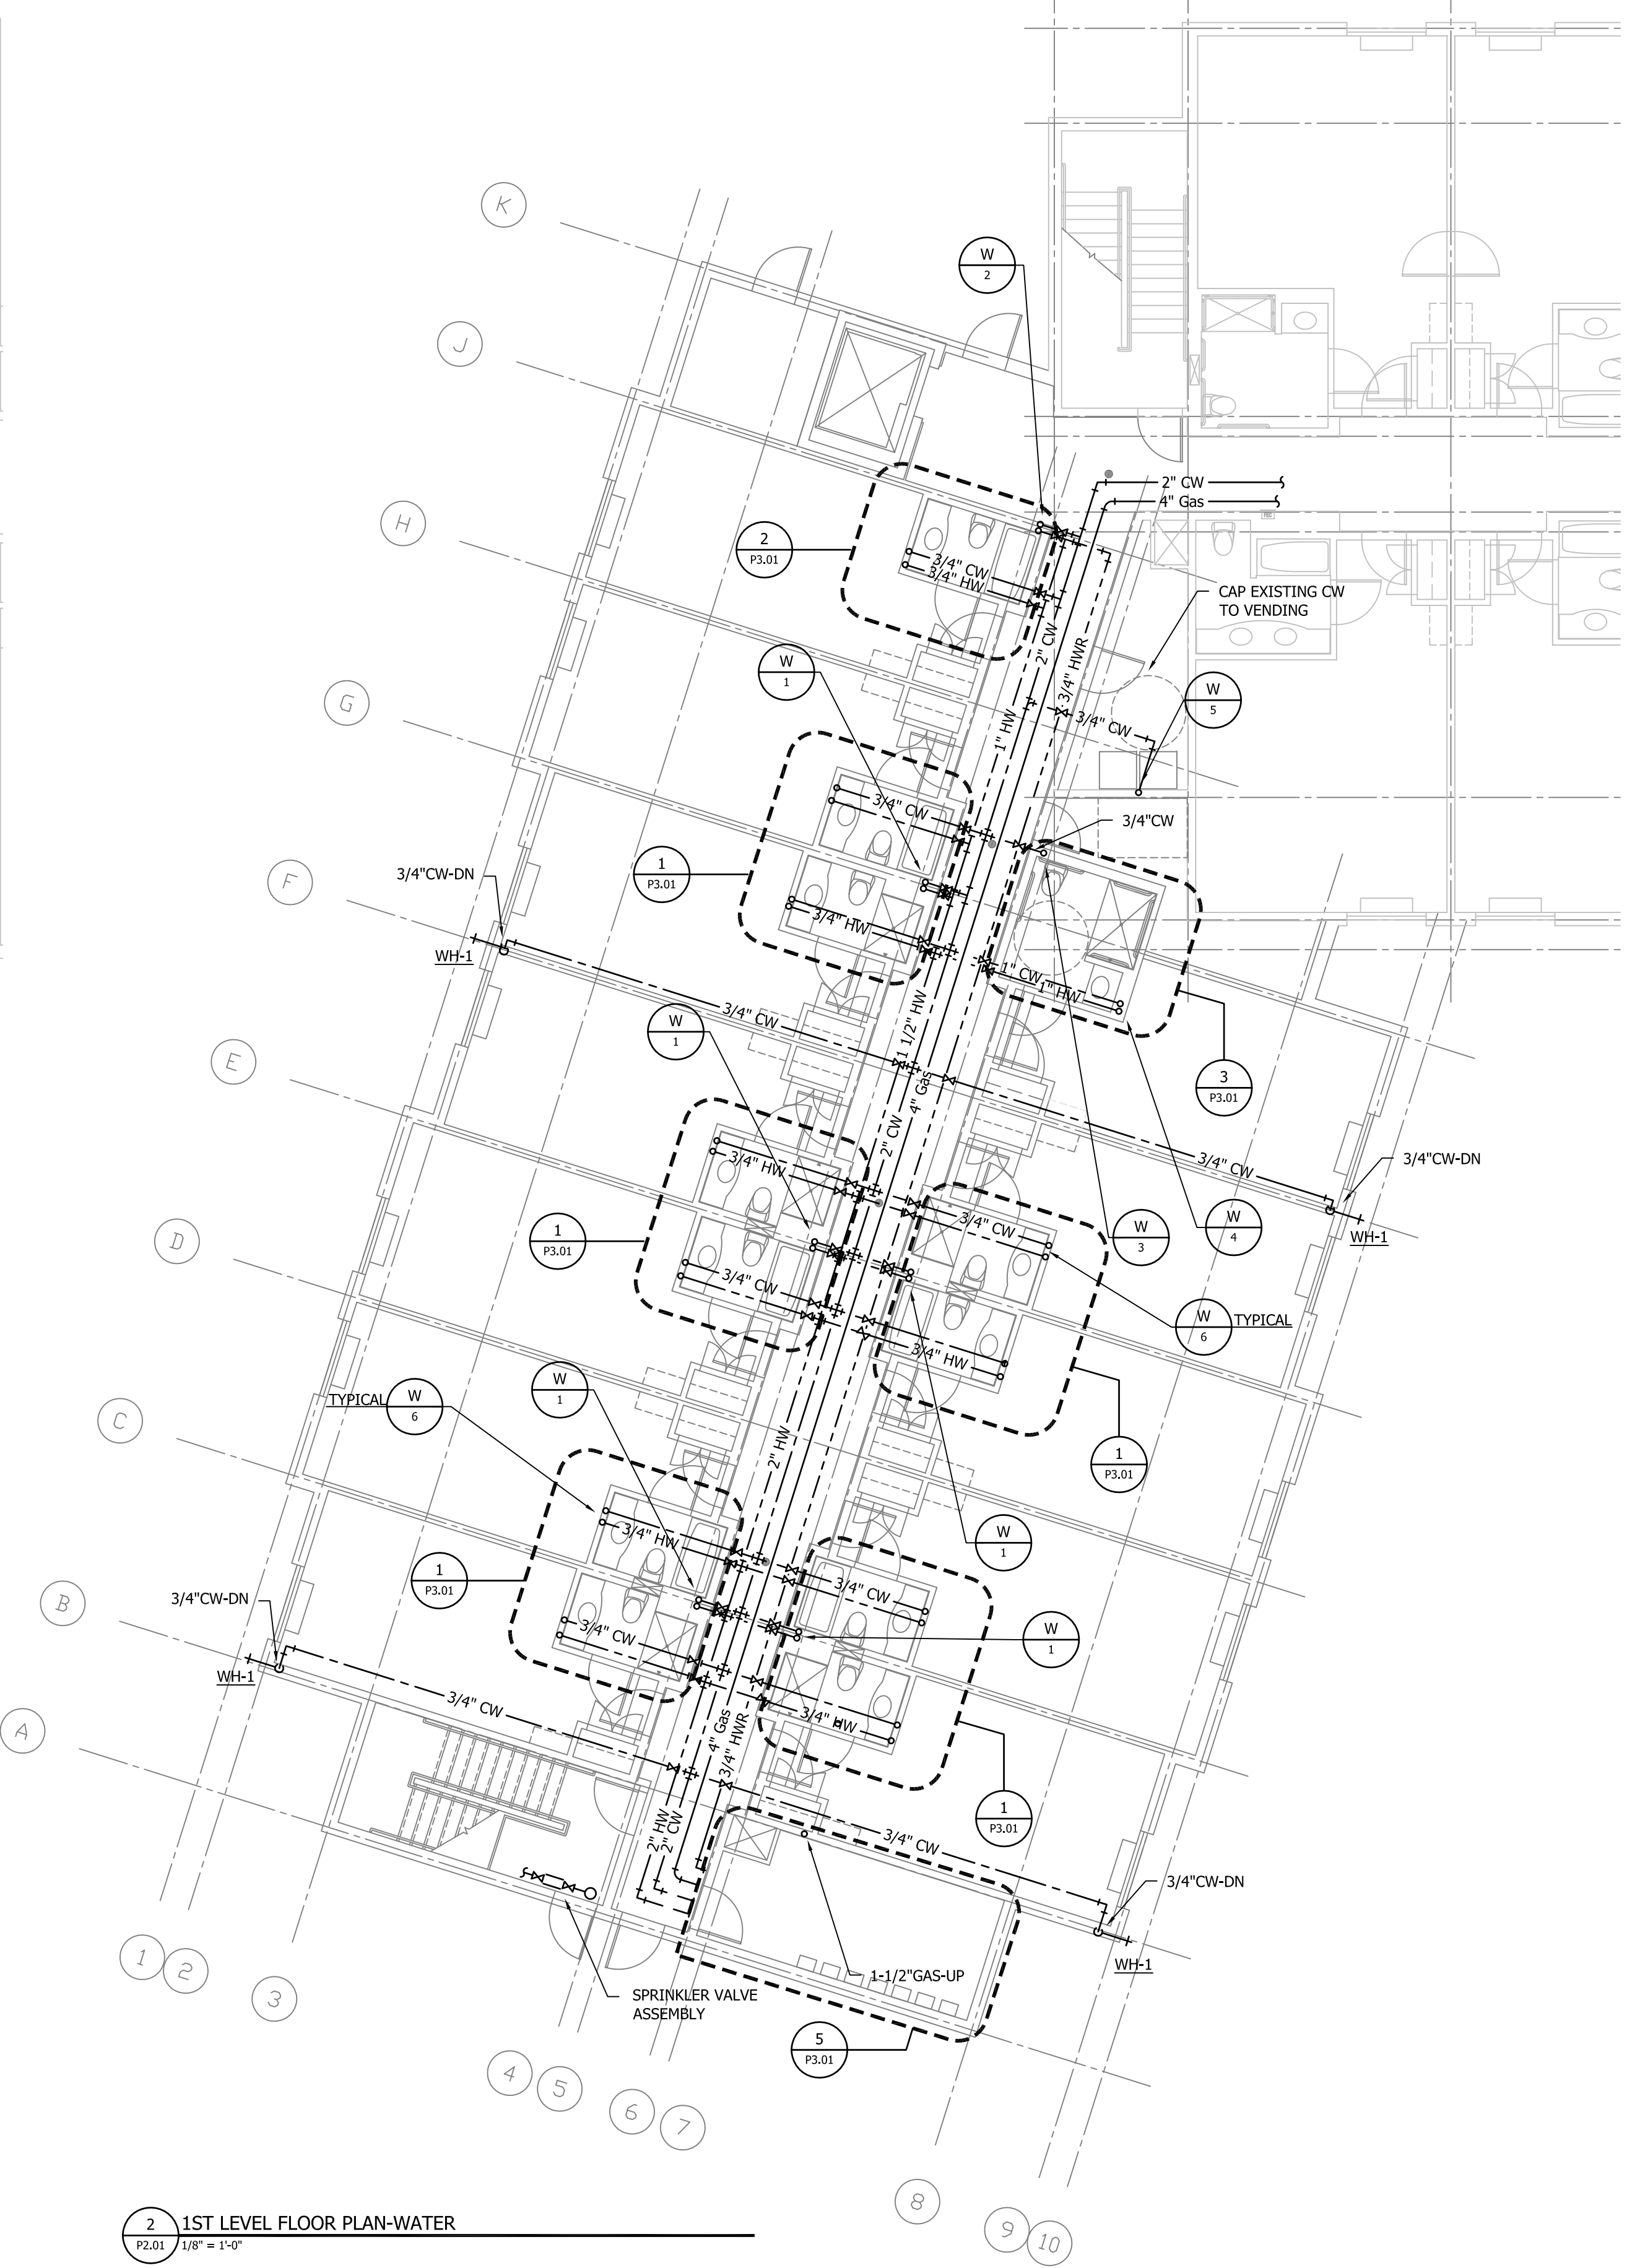 K
W
2
J
2" CW
4" Gas
H
2
P3.01
3/4" CW
3/4" HW
CAP EXISTING CW
TO VENDING
2" CW
3/4" HWR
W
1
W
5
G
1" HW
3/4" CW
3/4" CW
3/4"CW
1
P3.01
F
3/4"CW-DN
3/4" HW
WH-1
1" CW
1" HW
3/4" CW
1 1/2" HW
W
1
E
4" Gas
3
P3.01
2" CW
3/4" HW
3/4" CW
3/4"CW-DN
3/4" CW
W
3
W
4
WH-1
D
1
P3.01
3/4" CW
W
6
TYPICAL
3/4" HW
W
1
TYPICAL
W
6
C
2" HW
1
P3.01
3/4" HW
W
1
1
P3.01
3/4" CW
B
3/4"CW-DN
3/4" CW
W
1
WH-1
3/4" CW
4" Gas
3/4" HWR
3/4" HW
A
1
P3.01
2" HW
2" CW
3/4" CW
3/4"CW-DN
1
2
3
1-1/2"GAS-UP
WH-1
SPRINKLER VALVE
ASSEMBLY
5
P3.01
4
5
6
7
8
9
10
2
P2.01
1ST LEVEL FLOOR PLAN-WATER
1/8" = 1'-0"